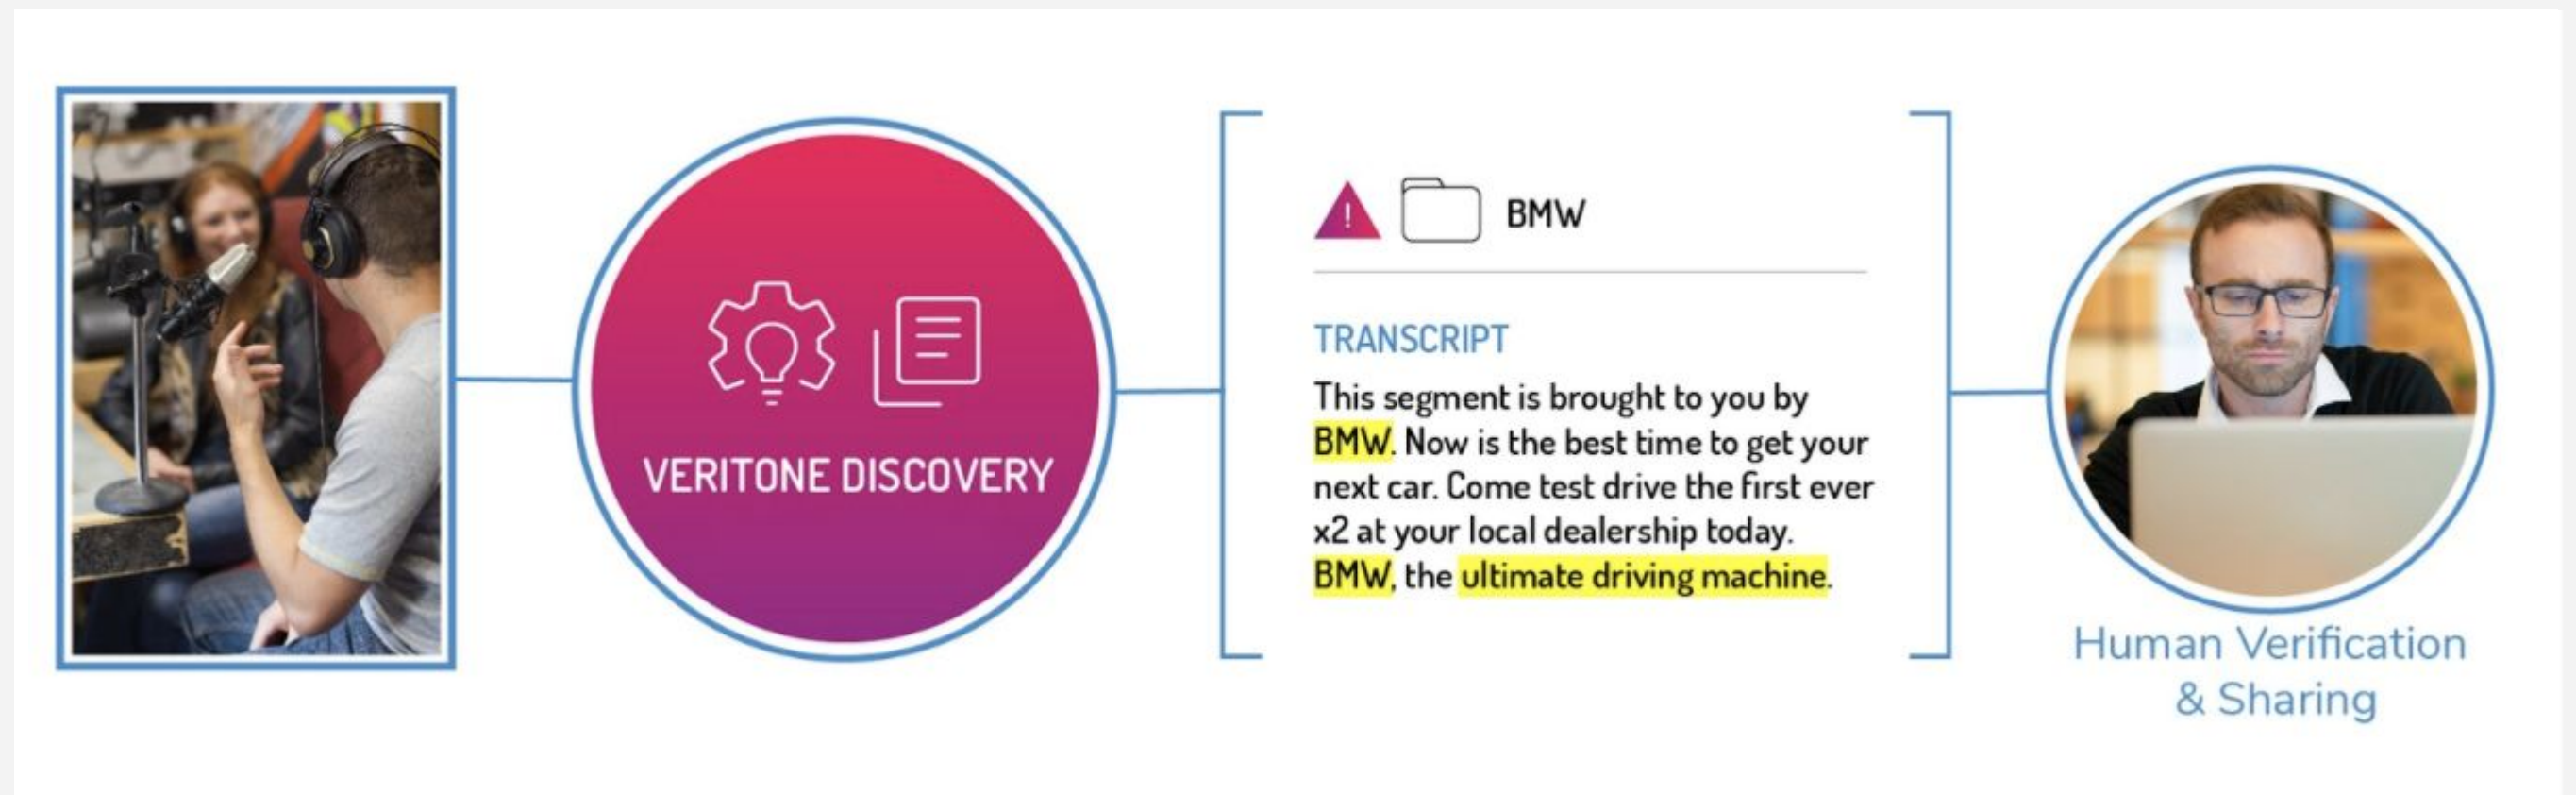 VERITONE DISCOVERY
!
BMW
TRANSCRIPT
This segment is brought to you by
BMW. Now is the best time to get your
next car. Come test drive the first ever
x2 at your local dealership today.
BMW, the ultimate driving machine.
Human Verification
& Sharing